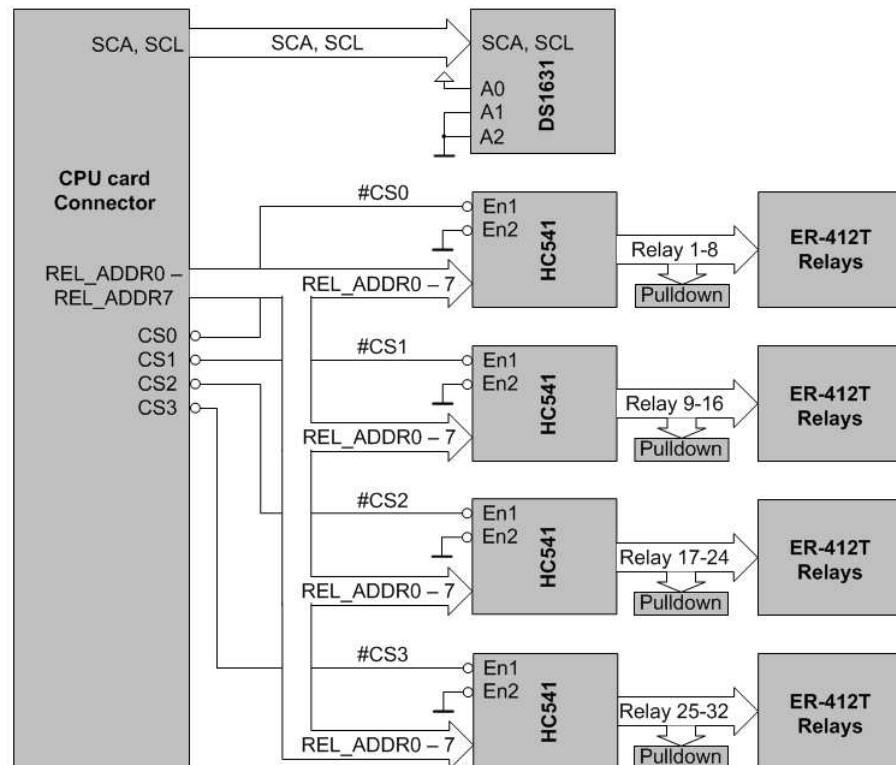 SCA, SCL
SCA, SCL
SCA, SCL
A0
A1
A2
DS1631
CPU card
Connector
REL_ADDR0 –
REL_ADDR7
CS0
CS1
CS2
CS3
#CS0
En1
En2
HC541
REL_ADDR0 – 7
Relay 1-8
Pulldown
ER-412T
Relays
#CS1
En1
En2
HC541
REL_ADDR0 – 7
Relay 9-16
Pulldown
ER-412T
Relays
#CS2
En1
En2
HC541
REL_ADDR0 – 7
Relay 17-24
Pulldown
ER-412T
Relays
#CS3
En1
En2
HC541
REL_ADDR0 – 7
Relay 25-32
Pulldown
ER-412T
Relays